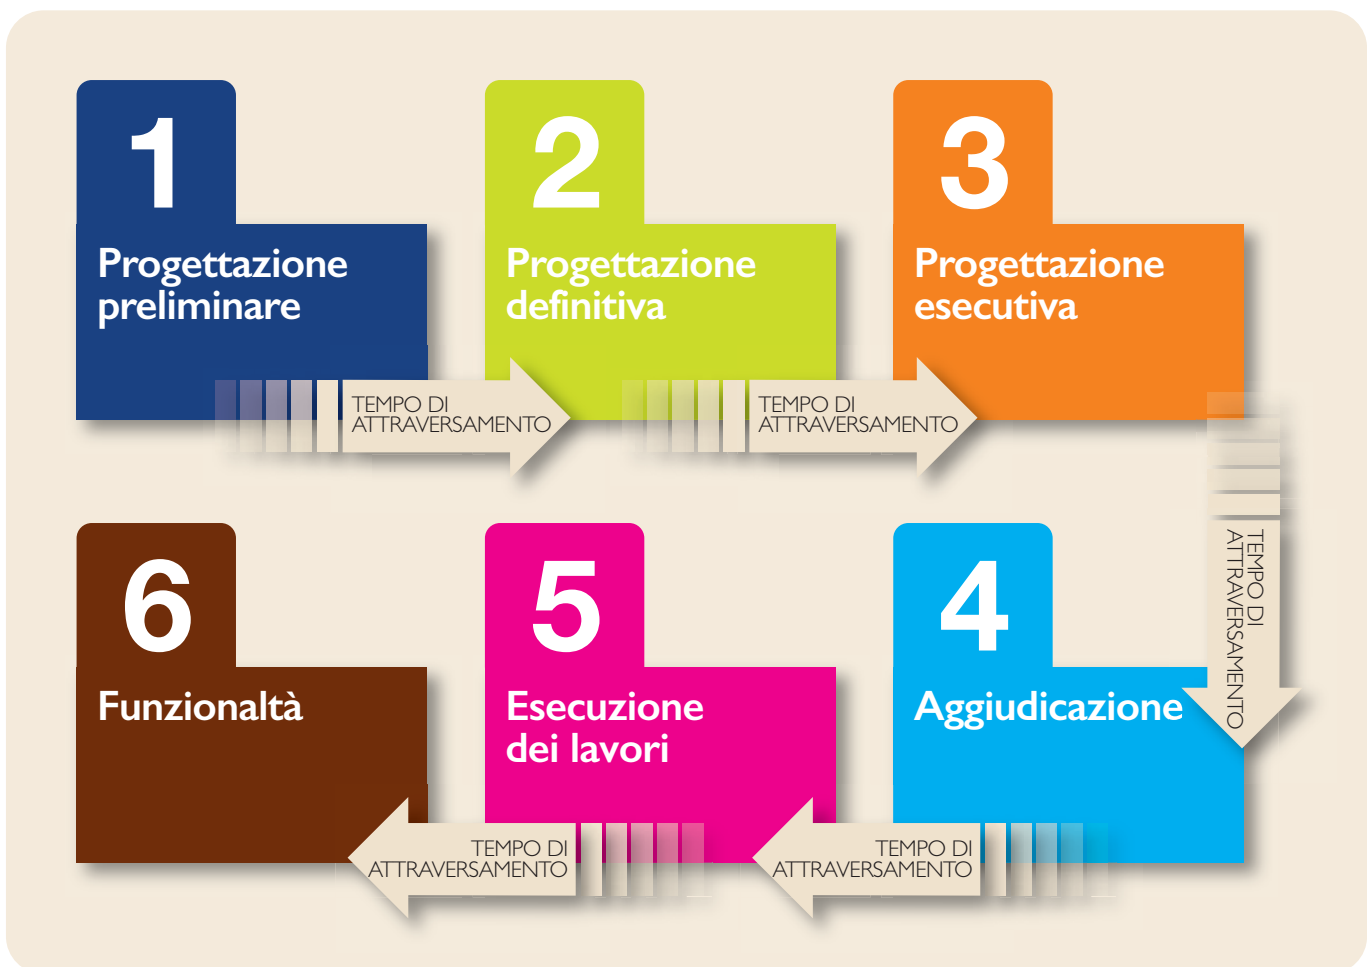 1
Progettazione
preliminare
TEMPO DI
ATTRAVERSAMENTO
2
Progettazione
definitiva
TEMPO DI
ATTRAVERSAMENTO
3
Progettazione
esecutiva
TEMPO DI
ATTRAVERSAMENTO
4
Aggiudicazione
TEMPO DI
ATTRAVERSAMENTO
5
Esecuzione
dei lavori
TEMPO DI
ATTRAVERSAMENTO
6
Funzionaltà